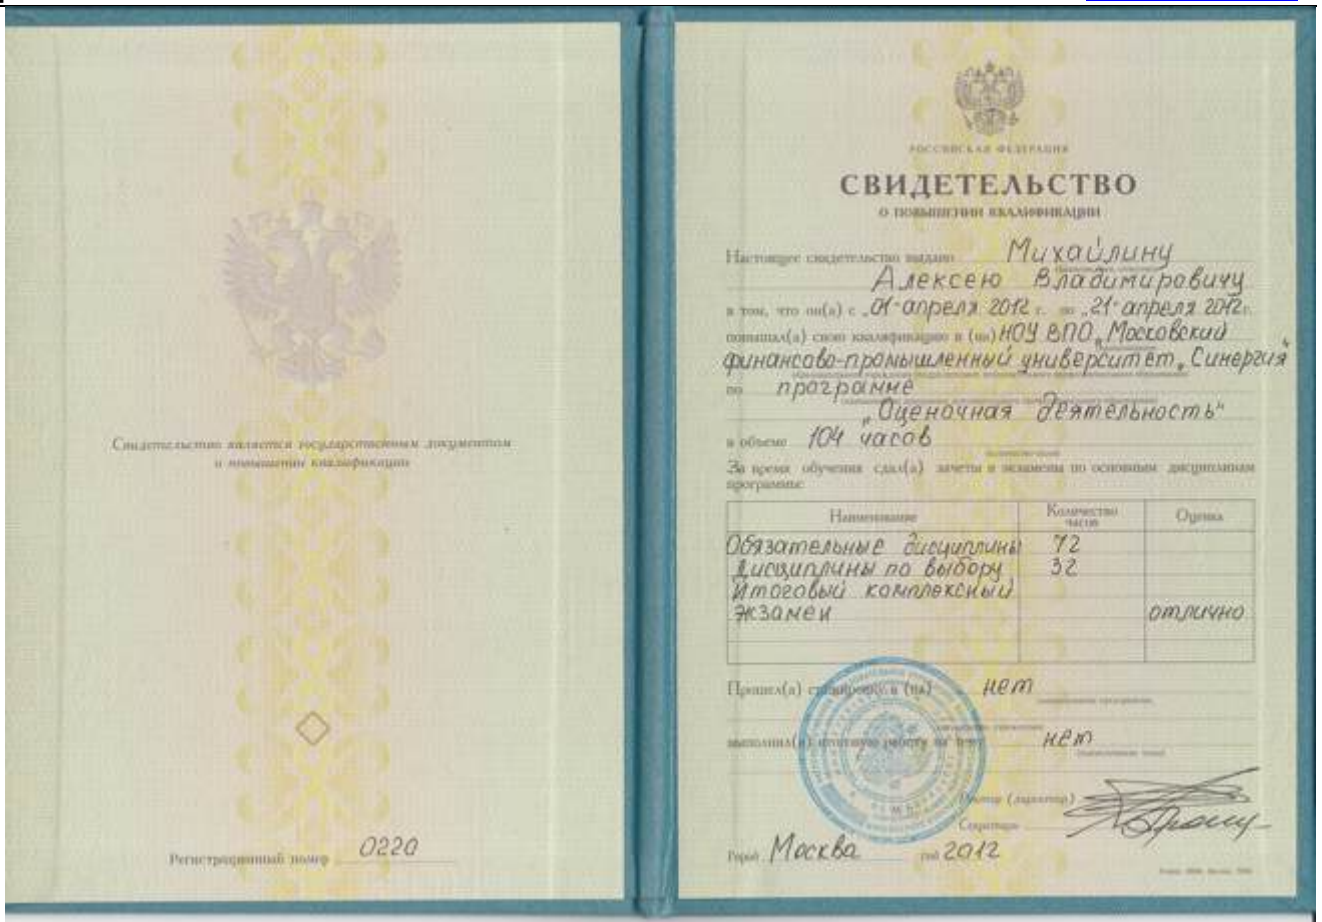 Свидетельство является государственным документом
о повышении квалификации
Регистрационный номер 0220
РОССИЙСКАЯ ФЕДЕРАЦИЯ
СВИДЕТЕЛЬСТВО
О ПОВЫШЕНИИ КВАЛИФИКАЦИИ
Настоящее свидетельство выдано Михайлину
Алексею Владимировичу
в том, что он(а) с „01" апреля 2012 г. по „21" апреля 2012 г.
повышал(а) свою квалификацию в (на) НОУ ВПО „Московский
финансово-промышленный университет „Синергия"
по программе
„Оценочная деятельность"
в объеме 104 часов
За время обучения сдал(а) зачеты и экзамены по основным дисциплинам
программы:
Наименование Количество часов Оценка
Обязательные дисциплины 72
Дисциплины по выбору 32
Итоговый комплексный
экзамен отлично
Прошел(а) стажировку в (на) нет
выполнил(а) итоговую работу на тему нет
Ректор (директор)
Секретарь
Город Москва год 2012